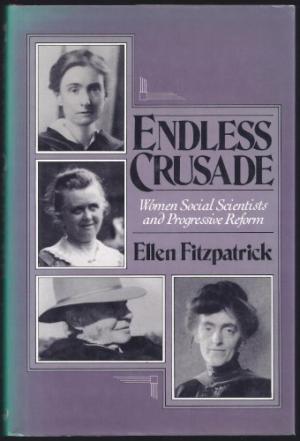 ENDLESS
CRUSADE
Women Social Scientists
and Progressive Reform
Ellen Fitzpatrick